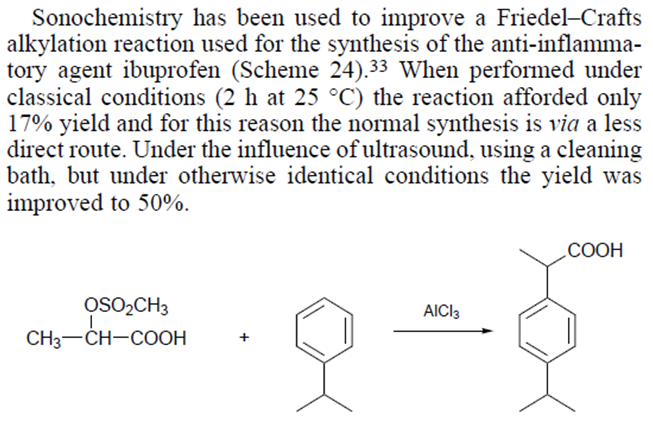 Sonochemistry has been used to improve a Friedel–Crafts
alkylation reaction used for the synthesis of the anti-inflamma-
tory agent ibuprofen (Scheme 24).33 When performed under
classical conditions (2 h at 25 °C) the reaction afforded only
17% yield and for this reason the normal synthesis is via a less
direct route. Under the influence of ultrasound, using a cleaning
bath, but under otherwise identical conditions the yield was
improved to 50%.
COOH
OSO2CH3
AlCl3
CH3—CH—COOH +